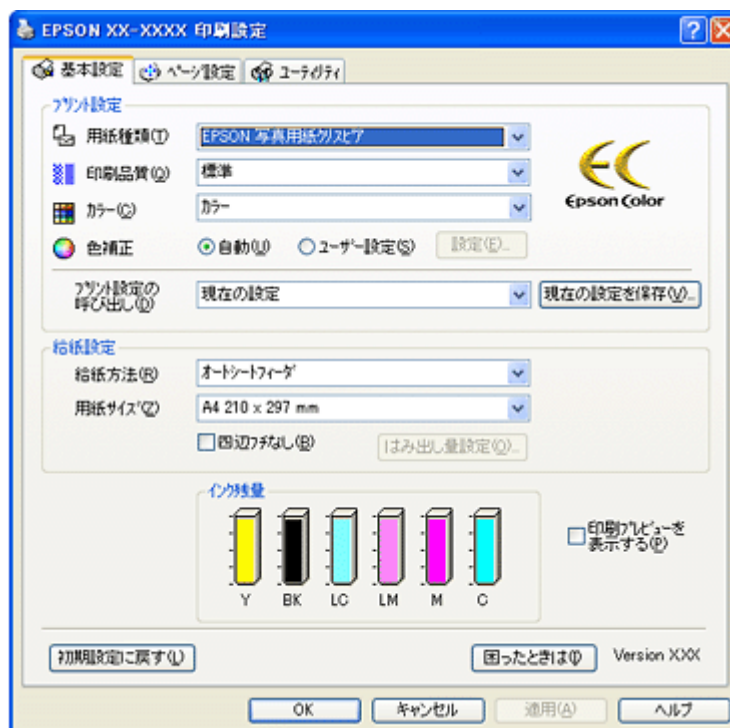 EPSON XX-XXXX 印刷設定
基本設定 ページ設定 ユーティリティ
プリント設定
用紙種類(T) EPSON 写真用紙クリスピア
印刷品質(Q) 標準
カラー(C) カラー
Epson Color
色補正 自動(U) ユーザー設定(S) 設定(E)...
プリント設定の
呼び出し(D) 現在の設定 現在の設定を保存(V)...
給紙設定
給紙方法(R) オートシートフィーダ
用紙サイズ(Z) A4 210 x 297 mm
四辺フチなし(B) はみ出し量設定(O)...
インク残量
Y BK LC LM M C
印刷プレビューを
表示する(P)
初期設定に戻す(L) 困ったときは(I) Version X.XX
OK キャンセル 適用(A) ヘルプ